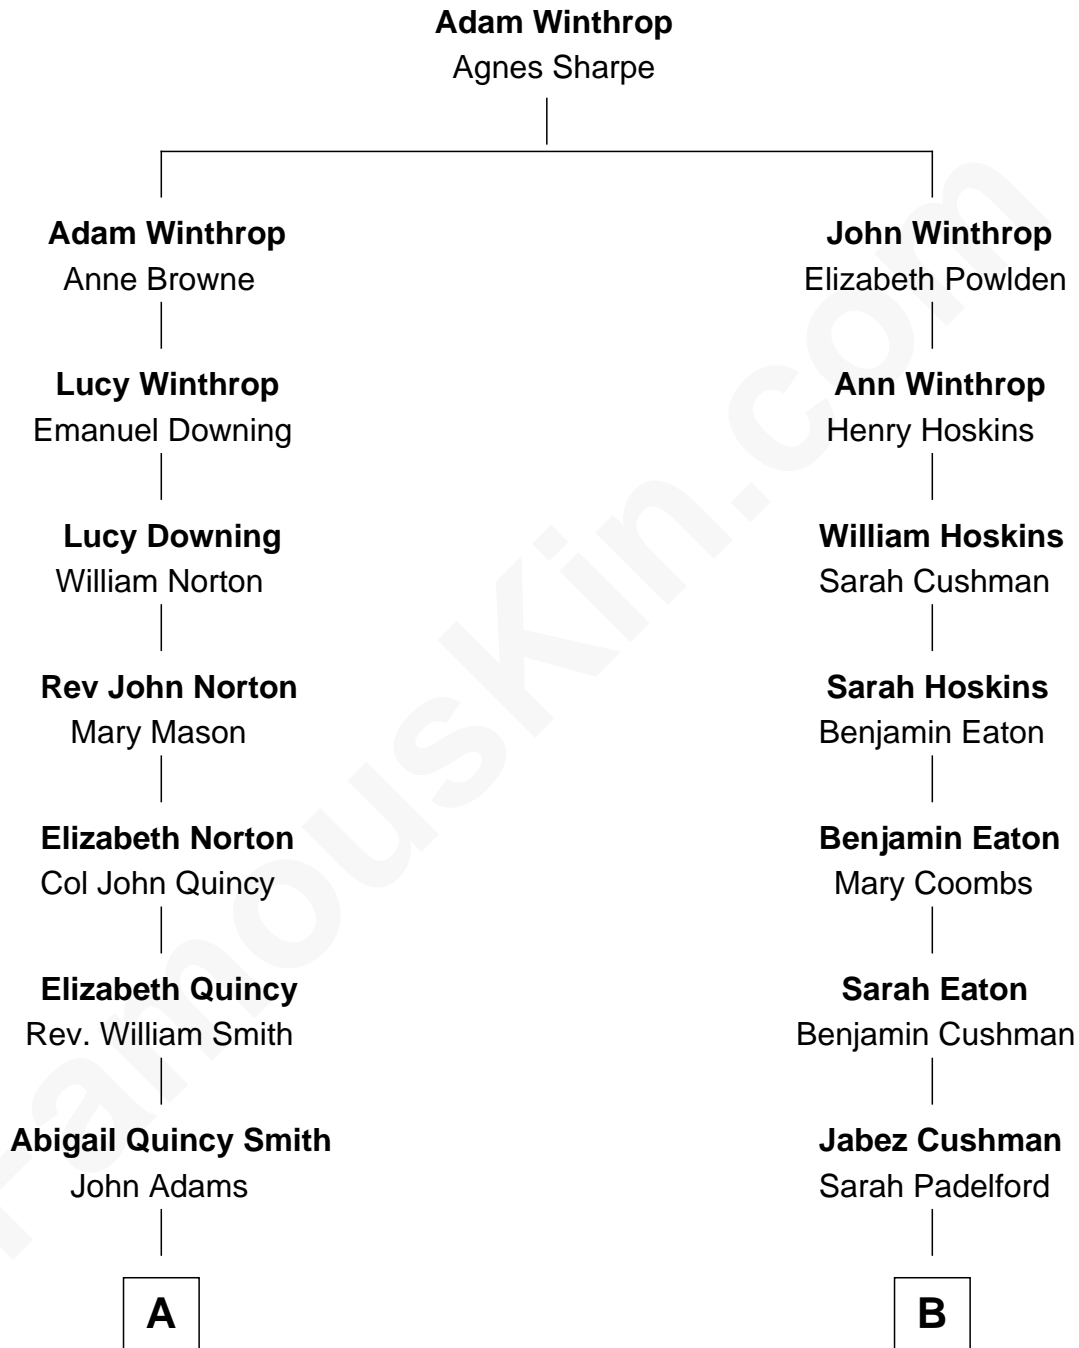 Adam Winthrop
Agnes Sharpe
Adam Winthrop
Anne Browne
John Winthrop
Elizabeth Powlden
Lucy Winthrop
Emanuel Downing
Ann Winthrop
Henry Hoskins
Lucy Downing
William Norton
William Hoskins
Sarah Cushman
Rev John Norton
Mary Mason
Sarah Hoskins
Benjamin Eaton
Elizabeth Norton
Col John Quincy
Benjamin Eaton
Mary Coombs
Elizabeth Quincy
Rev. William Smith
Sarah Eaton
Benjamin Cushman
Abigail Quincy Smith
John Adams
Jabez Cushman
Sarah Padelford
A
B
FamousKin.com